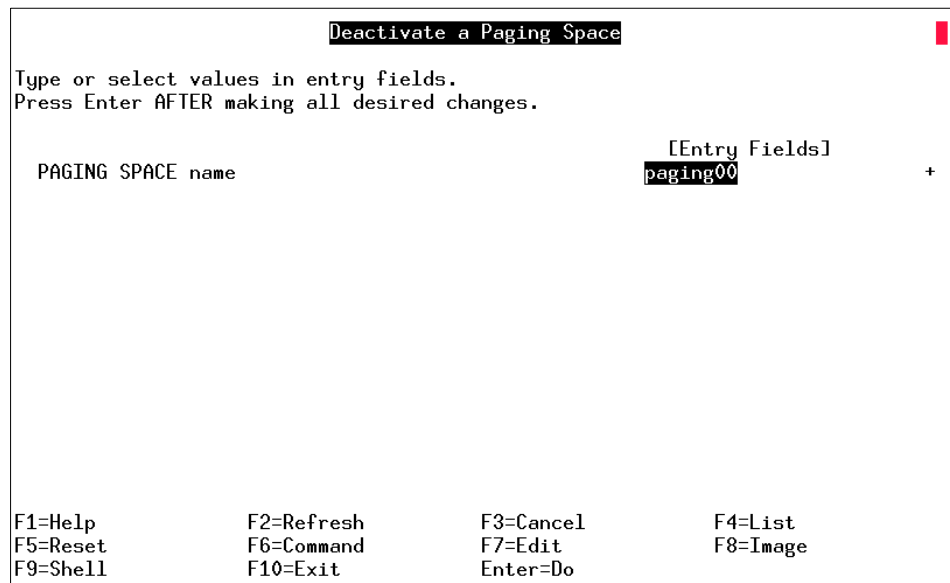 Deactivate a Paging Space
Type or select values in entry fields.
Press Enter AFTER making all desired changes.
[Entry Fields]
PAGING SPACE name paging00 +
F1=Help F2=Refresh F3=Cancel F4=List
F5=Reset F6=Command F7=Edit F8=Image
F9=Shell F10=Exit Enter=Do